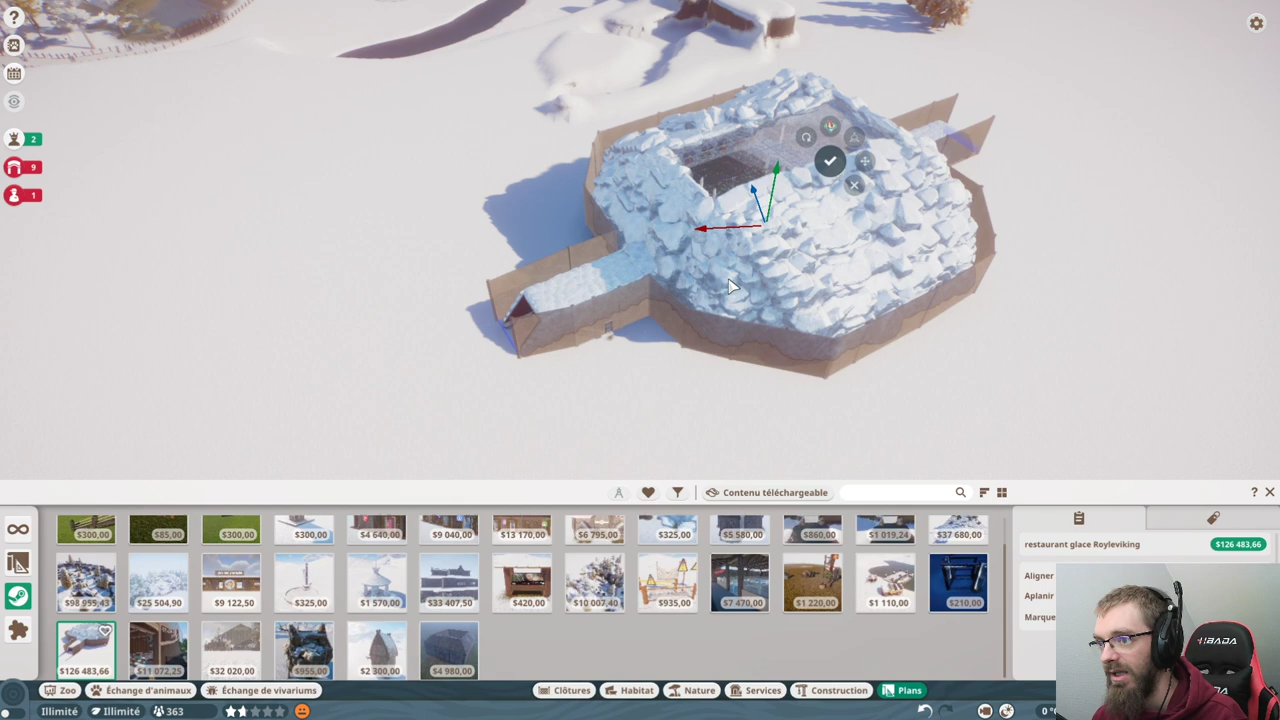 ?
2
9
1
Contenu téléchargeable
?
$300,00
$85,00
$300,00
$300,00
$4 640,00
$9 040,00
$13 170,00
$6 795,00
$325,00
$5 580,00
$860,00
$1 019,24
$37 680,00
restaurant glace Royleviking
$126 483,66
$98 955,43
$25 504,90
$9 122,50
$325,00
$1 570,00
$33 407,50
$420,00
$10 007,40
$935,00
$7 470,00
$1 220,00
$1 110,00
$210,00
Aligner
Aplanir
Marque
$126 483,66
$11 072,25
$32 020,00
$955,00
$2 300,00
$4 980,00
HBADA
Zoo
Échange d'animaux
Échange de vivariums
Clôtures
Habitat
Nature
Services
Construction
Plans
Illimité
Illimité
363